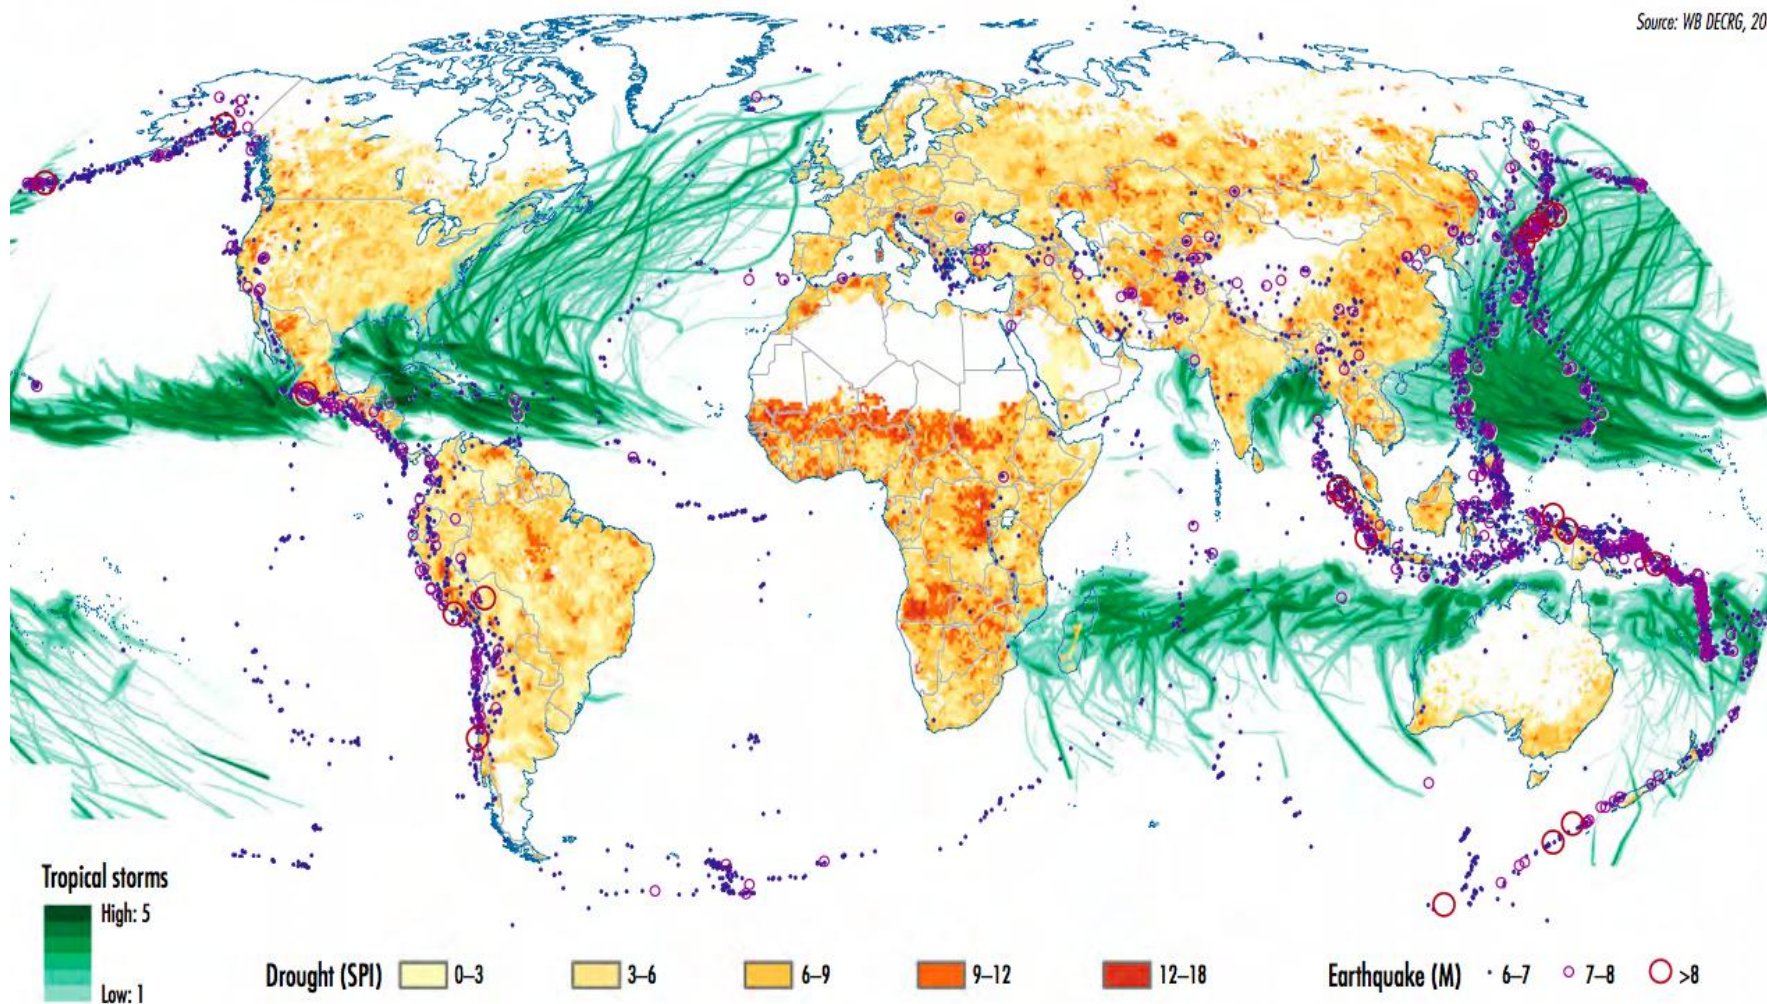 Source: WB DECRG, 20
Tropical storms
High: 5
Low: 1
Drought (SPI)
0–3
3–6
6–9
9–12
12–18
Earthquake (M)
6–7
7–8
>8